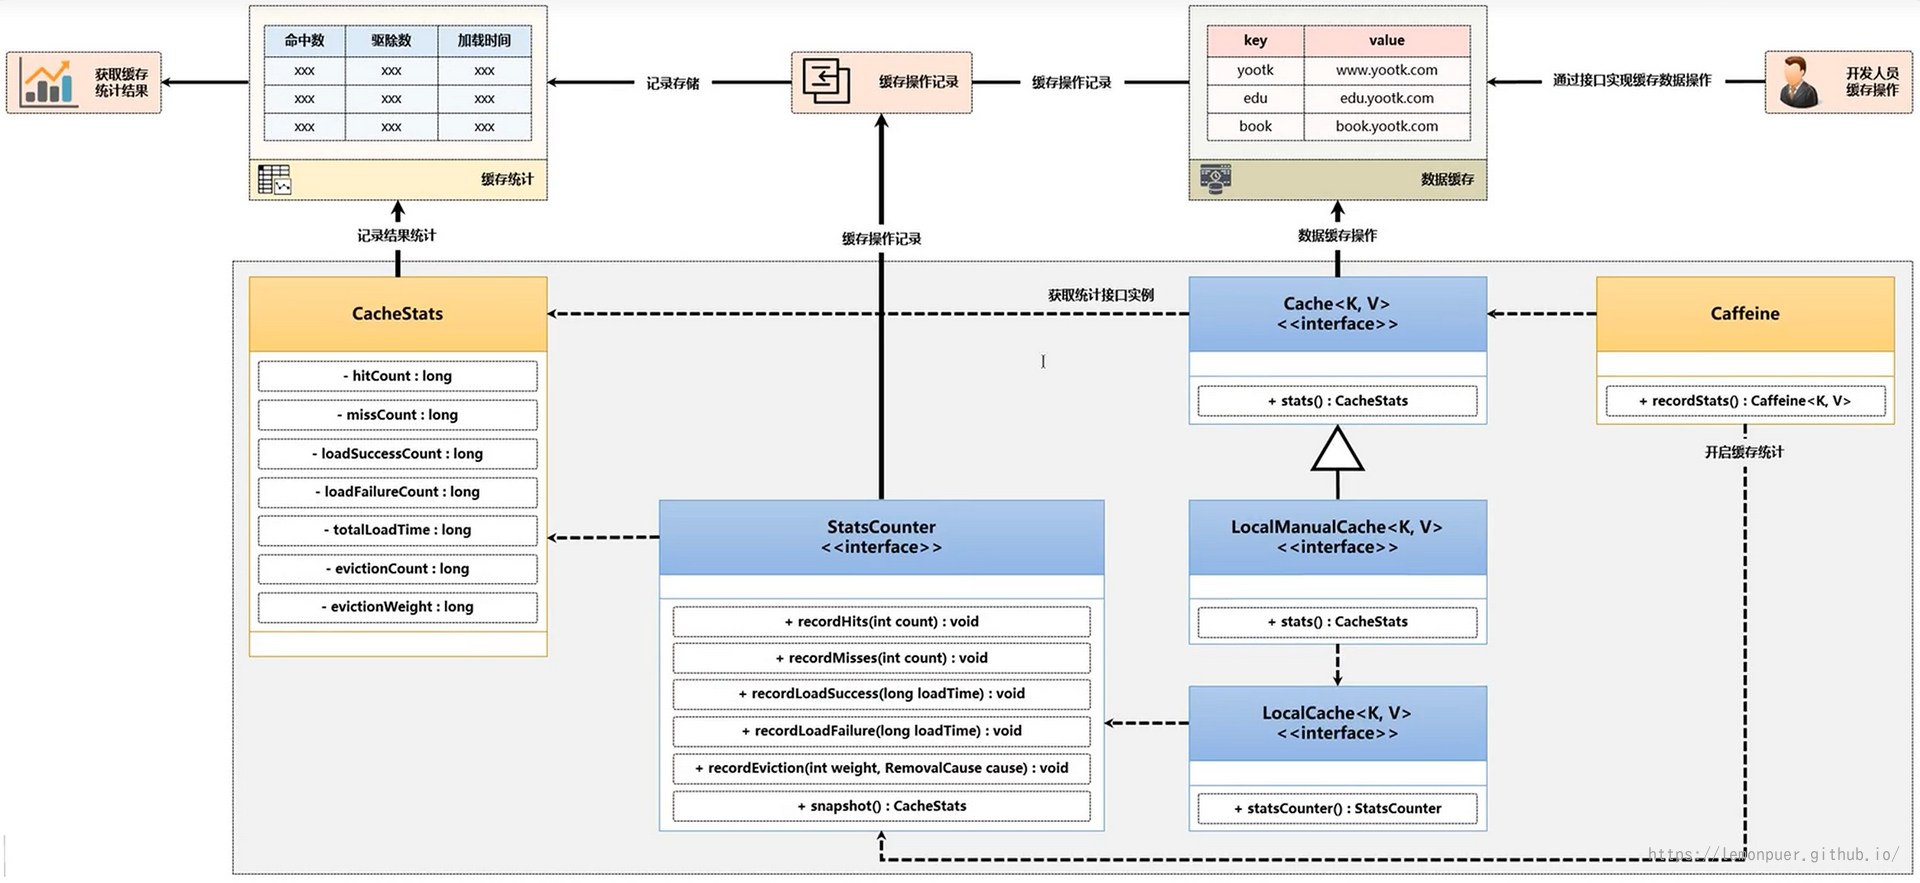 获取缓存
统计结果
命中数 驱除数 加载时间
xxx xxx xxx
xxx xxx xxx
xxx xxx xxx
缓存统计
记录存储
缓存操作记录
缓存操作记录
key value
yootk www.yootk.com
edu edu.yootk.com
book book.yootk.com
数据缓存
通过接口实现缓存数据操作
开发人员
缓存操作
记录结果统计
缓存操作记录
数据缓存操作
CacheStats
- hitCount : long
- missCount : long
- loadSuccessCount : long
- loadFailureCount : long
- totalLoadTime : long
- evictionCount : long
- evictionWeight : long
获取统计接口实例
Cache<K, V>
<<interface>>
+ stats() : CacheStats
Caffeine
+ recordStats() : Caffeine<K, V>
开启缓存统计
StatsCounter
<<interface>>
+ recordHits(int count) : void
+ recordMisses(int count) : void
+ recordLoadSuccess(long loadTime) : void
+ recordLoadFailure(long loadTime) : void
+ recordEviction(int weight, RemovalCause cause) : void
+ snapshot() : CacheStats
LocalManualCache<K, V>
<<interface>>
+ stats() : CacheStats
LocalCache<K, V>
<<interface>>
+ statsCounter() : StatsCounter
https://lemonpuer.github.io/